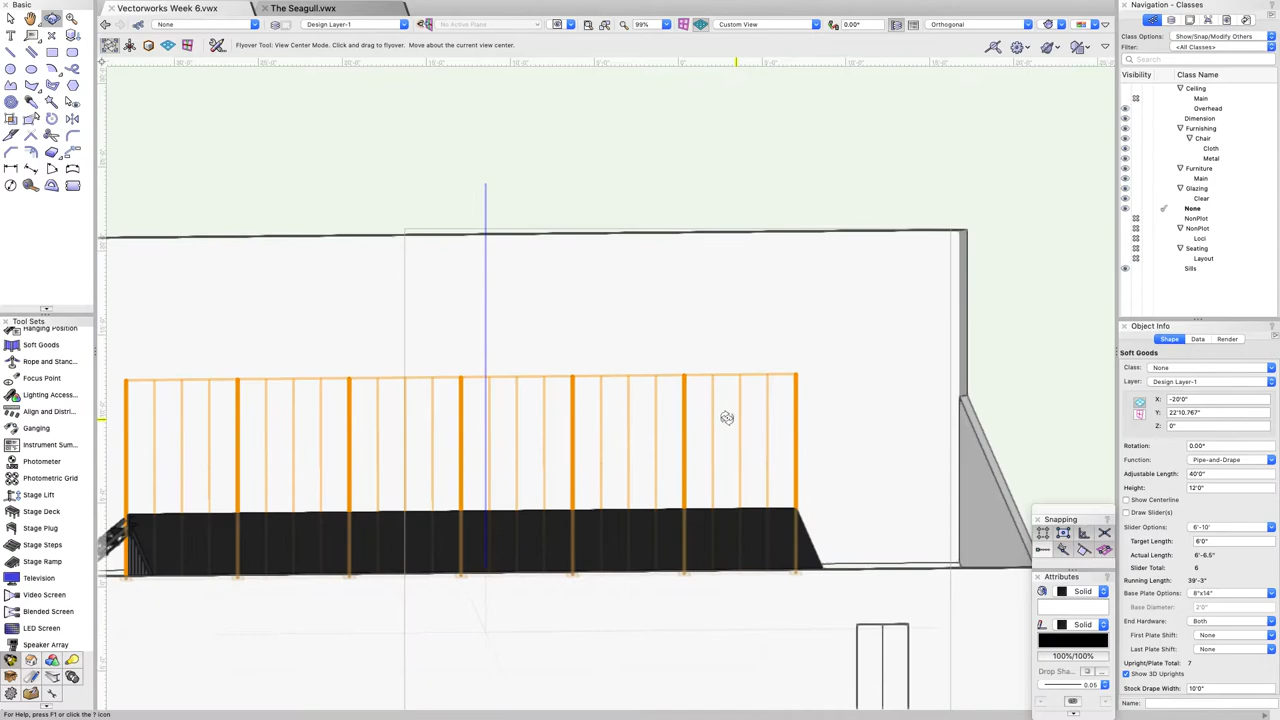 Basic
Vectorworks Week 6.vwx
The Seagull.vwx
None
Design Layer-1
No Active Plane
99%
Custom View
0.00°
Orthogonal
Flyover Tool: View Center Mode. Click and drag to flyover. Move about the current view center.
Tool Sets
Hanging Position
Soft Goods
Rope and Stanc...
Focus Point
Lighting Access...
Align and Distri...
Ganging
Instrument Sum...
Photometer
Photometric Grid
Stage Lift
Stage Deck
Stage Plug
Stage Steps
Stage Ramp
Television
Video Screen
Blended Screen
LED Screen
Speaker Array
For Help, press F1 or click the ? icon
Snapping
Attributes
Solid
Solid
100%/100%
Drop Sha...
0.05
Navigation - Classes
Class Options: Show/Snap/Modify Others
Filter: <All Classes>
Search
Visibility Class Name
Ceiling
Main
Overhead
Dimension
Furnishing
Chair
Cloth
Metal
Furniture
Main
Glazing
Clear
None
NonPlot
NonPlot
Loci
Seating
Layout
Sills
Object Info
Shape Data Render
Soft Goods
Class: None
Layer: Design Layer-1
X: -20'0"
Y: 22'10.767"
Z: 0"
Rotation: 0.00°
Function: Pipe-and-Drape
Adjustable Length: 40'0"
Height: 12'0"
Show Centerline
Draw Slider(s)
Slider Options: 6'-10'
Target Length: 6'0"
Actual Length: 6'-6.5"
Slider Total: 6
Running Length: 39'-3"
Base Plate Options: 8"x14"
Base Diameter: 2'0"
End Hardware: Both
First Plate Shift: None
Last Plate Shift: None
Upright/Plate Total: 7
Show 3D Uprights
Stock Drape Width: 10'0"
Name: